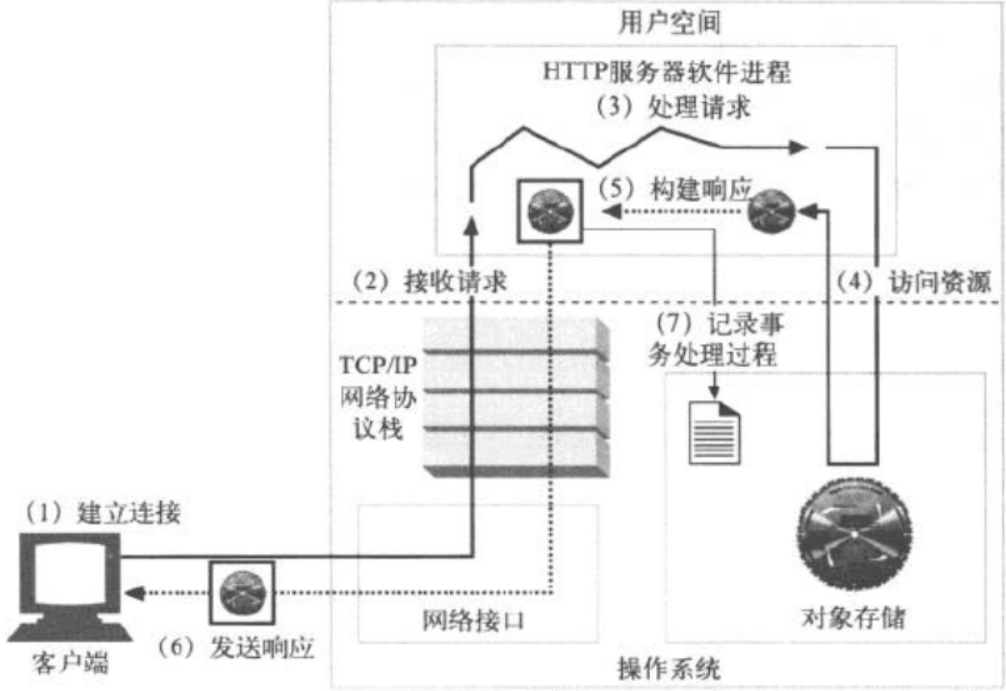 用户空间
HTTP服务器软件进程
（3）处理请求
（5）构建响应
（2）接收请求
（4）访问资源
（7）记录事
务处理过程
TCP/IP
网络协
议栈
（1）建立连接
网络接口
对象存储
（6）发送响应
客户端
操作系统